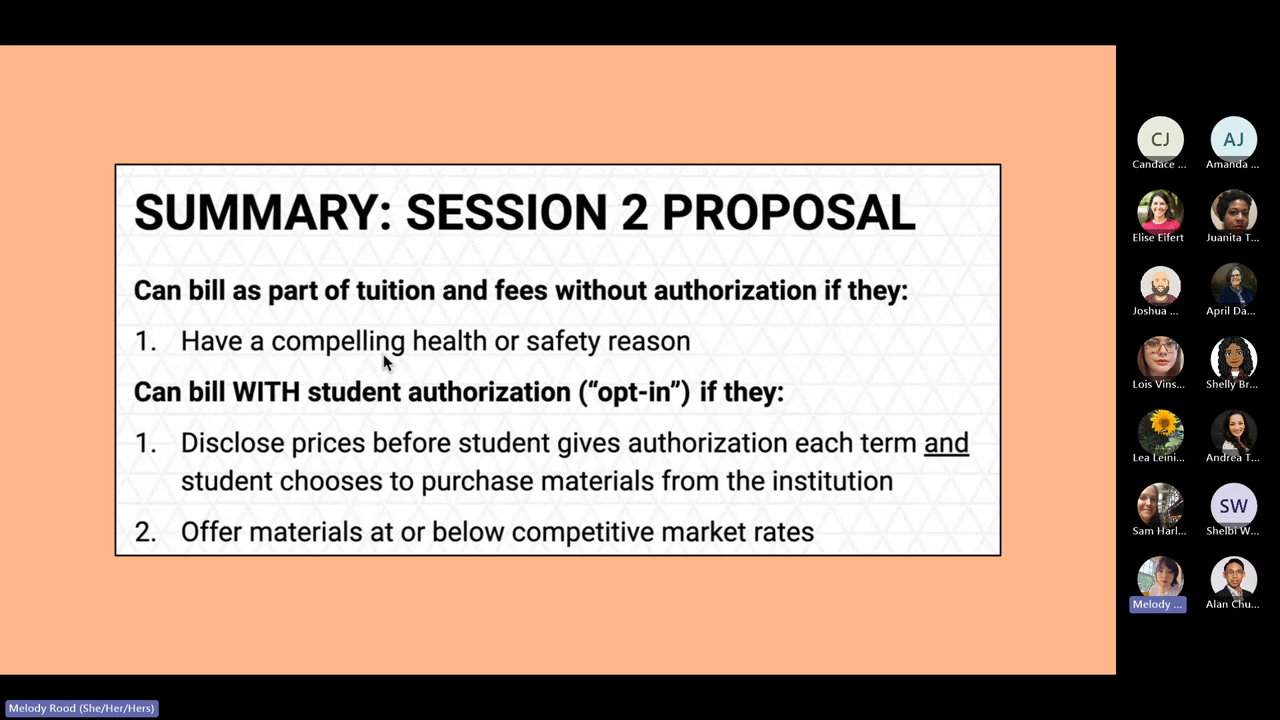 SUMMARY: SESSION 2 PROPOSAL
Can bill as part of tuition and fees without authorization if they:
1. Have a compelling health or safety reason
Can bill WITH student authorization (“opt-in”) if they:
1. Disclose prices before student gives authorization each term and
student chooses to purchase materials from the institution
2. Offer materials at or below competitive market rates
CJ
AJ
Candace ...
Amanda ...
Elise Eifert
Juanita T...
Joshua ...
April Da...
Lois Vins...
Shelly Br...
Lea Leini...
Andrea T...
SW
Sam Harl...
Shelbi W...
Melody ...
Alan Chu...
Melody Rood (She/Her/Hers)